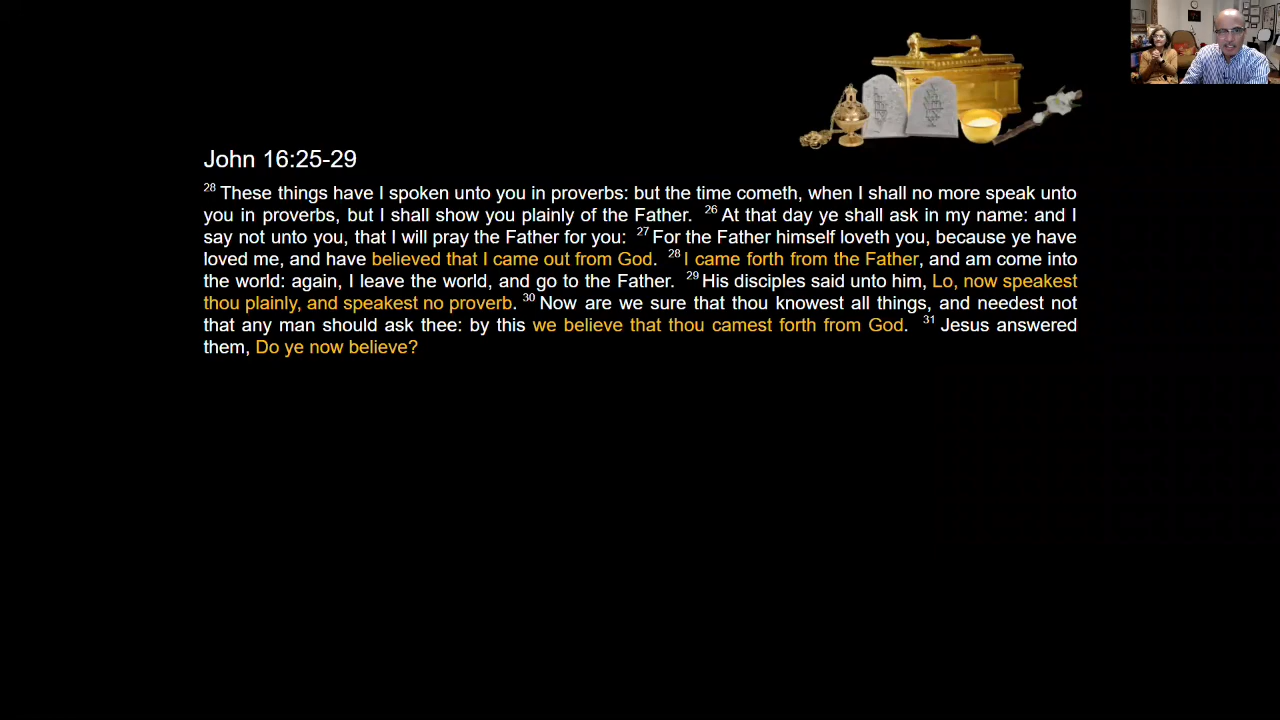 John 16:25-29
28 These things have I spoken unto you in proverbs: but the time cometh, when I shall no more speak unto
you in proverbs, but I shall show you plainly of the Father. 26 At that day ye shall ask in my name: and I
say not unto you, that I will pray the Father for you: 27 For the Father himself loveth you, because ye have
loved me, and have believed that I came out from God. 28 I came forth from the Father, and am come into
the world: again, I leave the world, and go to the Father. 29 His disciples said unto him, Lo, now speakest
thou plainly, and speakest no proverb. 30 Now are we sure that thou knowest all things, and needest not
that any man should ask thee: by this we believe that thou camest forth from God. 31 Jesus answered
them, Do ye now believe?